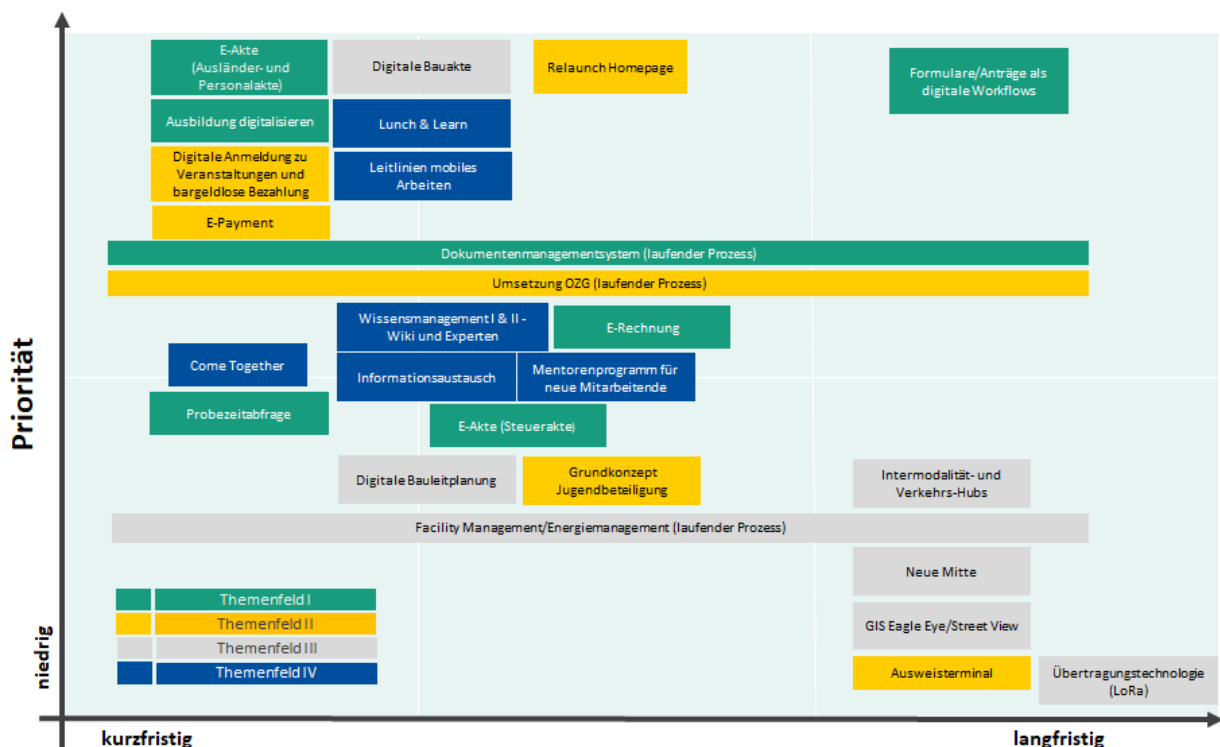 E-Akte
(Ausländer- und
Personalakte)
Digitale Bauakte
Relaunch Homepage
Formulare/Anträge als
digitale Workflows
Ausbildung digitalisieren
Lunch & Learn
Digitale Anmeldung zu
Veranstaltungen und
bargeldlose Bezahlung
Leitlinien mobiles
Arbeiten
E-Payment
Dokumentenmanagementsystem (laufender Prozess)
Umsetzung OZG (laufender Prozess)
Wissensmanagement I & II -
Wiki und Experten
E-Rechnung
Come Together
Informationsaustausch
Mentorenprogramm für
neue Mitarbeitende
Probezeitabfrage
E-Akte (Steuerakte)
Digitale Bauleitplanung
Grundkonzept
Jugendbeteiligung
Intermodalität- und
Verkehrs-Hubs
Facility Management/Energiemanagement (laufender Prozess)
Neue Mitte
GIS Eagle Eye/Street View
Ausweisterminal
Übertragungstechnologie
(LoRa)
Themenfeld I
Themenfeld II
Themenfeld III
Themenfeld IV
Priorität
niedrig
kurzfristig
langfristig